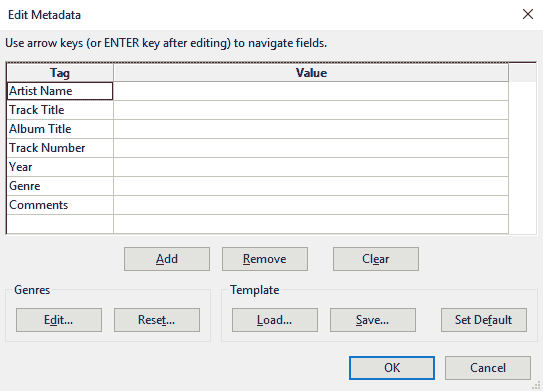 Edit Metadata
Use arrow keys (or ENTER key after editing) to navigate fields.
Tag Value
Artist Name
Track Title
Album Title
Track Number
Year
Genre
Comments
Add Remove Clear
Genres Template
Edit... Reset... Load... Save... Set Default
OK Cancel